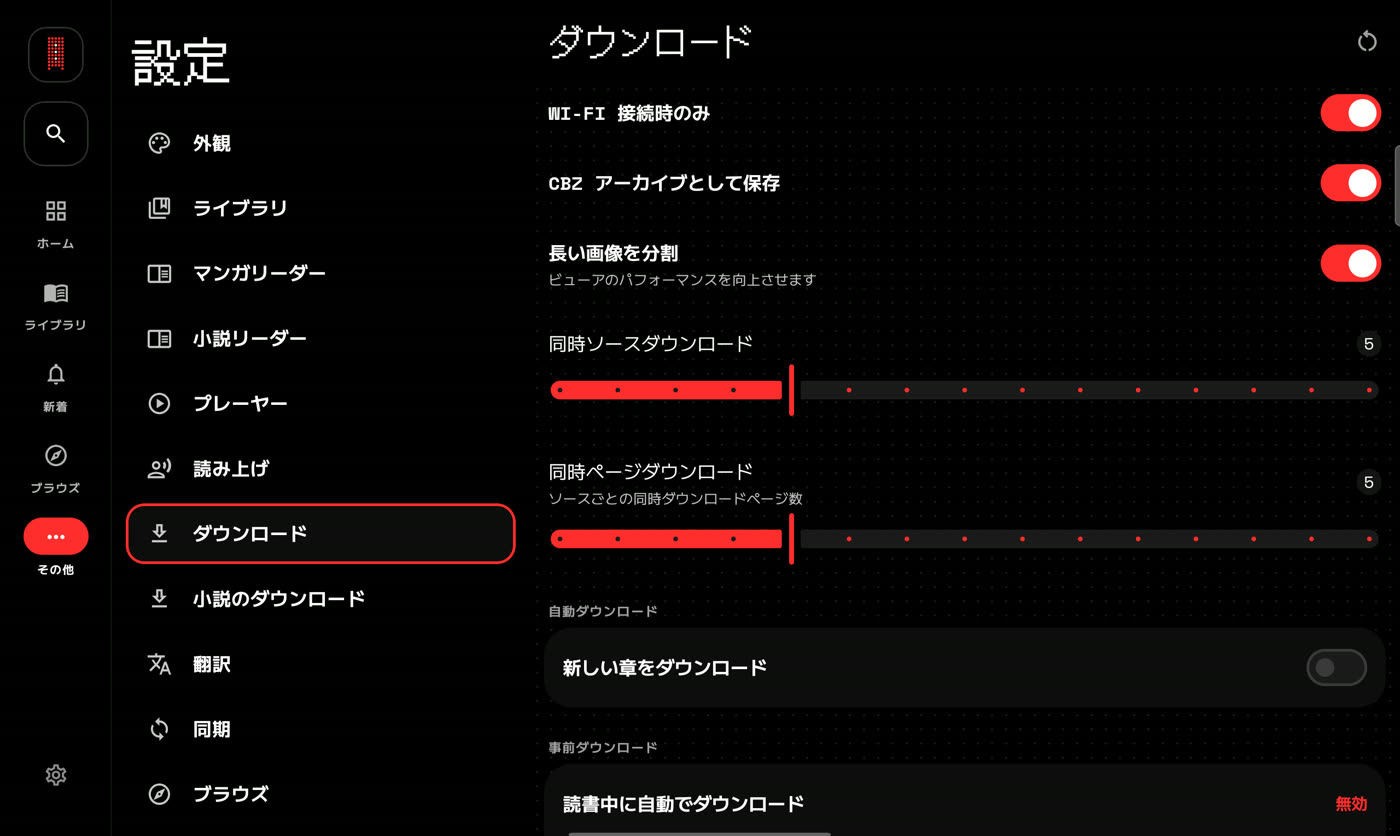 設定
ホーム
ライブラリ
新着
ブラウズ
その他
外観
ライブラリ
マンガリーダー
小説リーダー
プレーヤー
読み上げ
ダウンロード
小説のダウンロード
翻訳
同期
ブラウズ
ダウンロード
WI-FI 接続時のみ
CBZ アーカイブとして保存
長い画像を分割
ビューアのパフォーマンスを向上させます
同時ソースダウンロード 5
同時ページダウンロード 5
ソースごとの同時ダウンロードページ数
自動ダウンロード
新しい章をダウンロード
事前ダウンロード
読書中に自動でダウンロード 無効